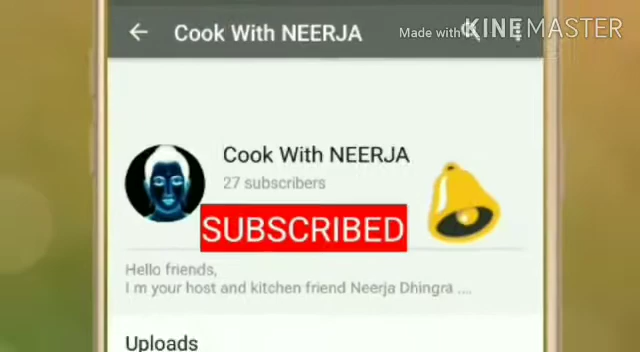 Cook With NEERJA
Made with KINEMASTER
Cook With NEERJA
27 subscribers
SUBSCRIBED
Hello friends,
I m your host and kitchen friend Neerja Dhingra ....
Uploads